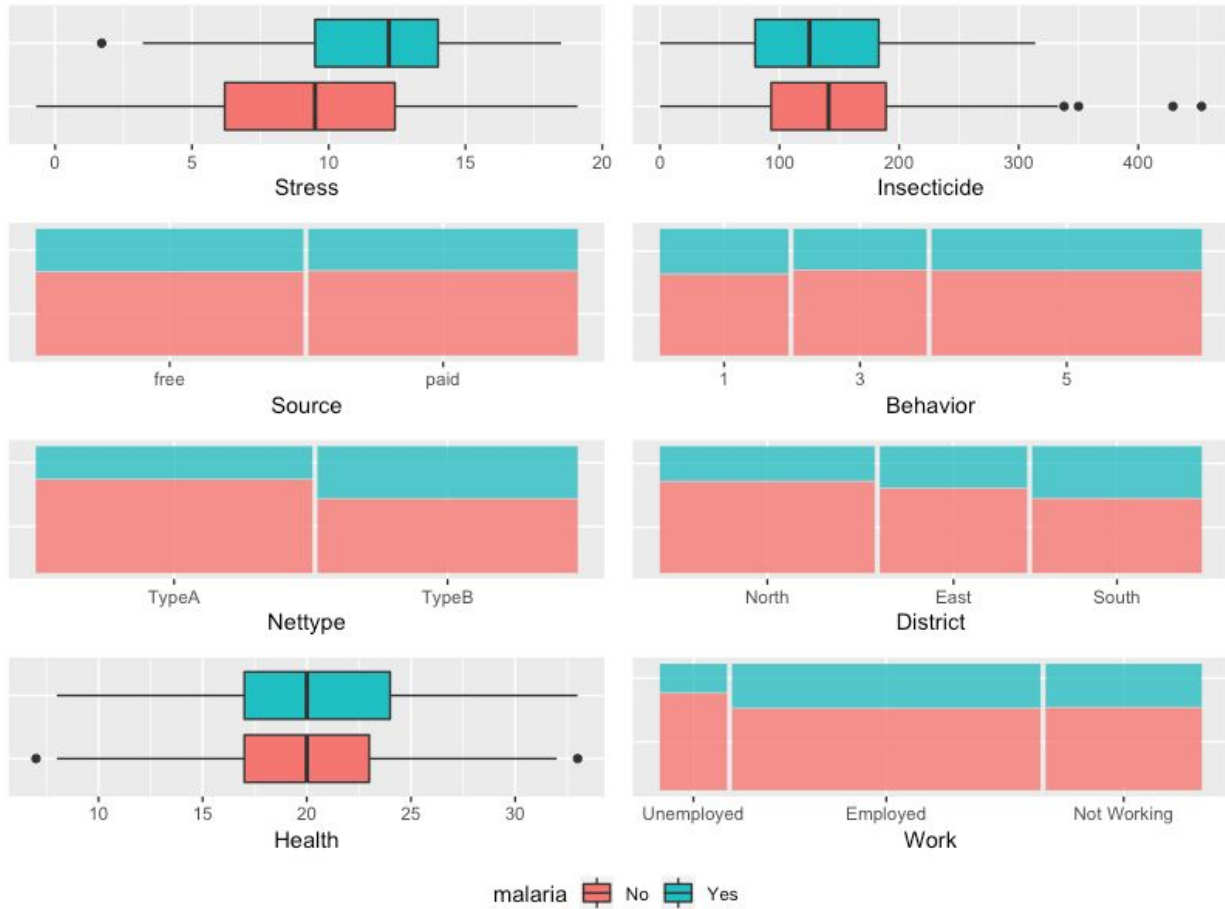 0 5 10 15 20
Stress
0 100 200 300 400
Insecticide
free paid
Source
1 3 5
Behavior
TypeA TypeB
Nettype
North East South
District
10 15 20 25 30
Health
Unemployed Employed Not Working
Work
malaria No Yes